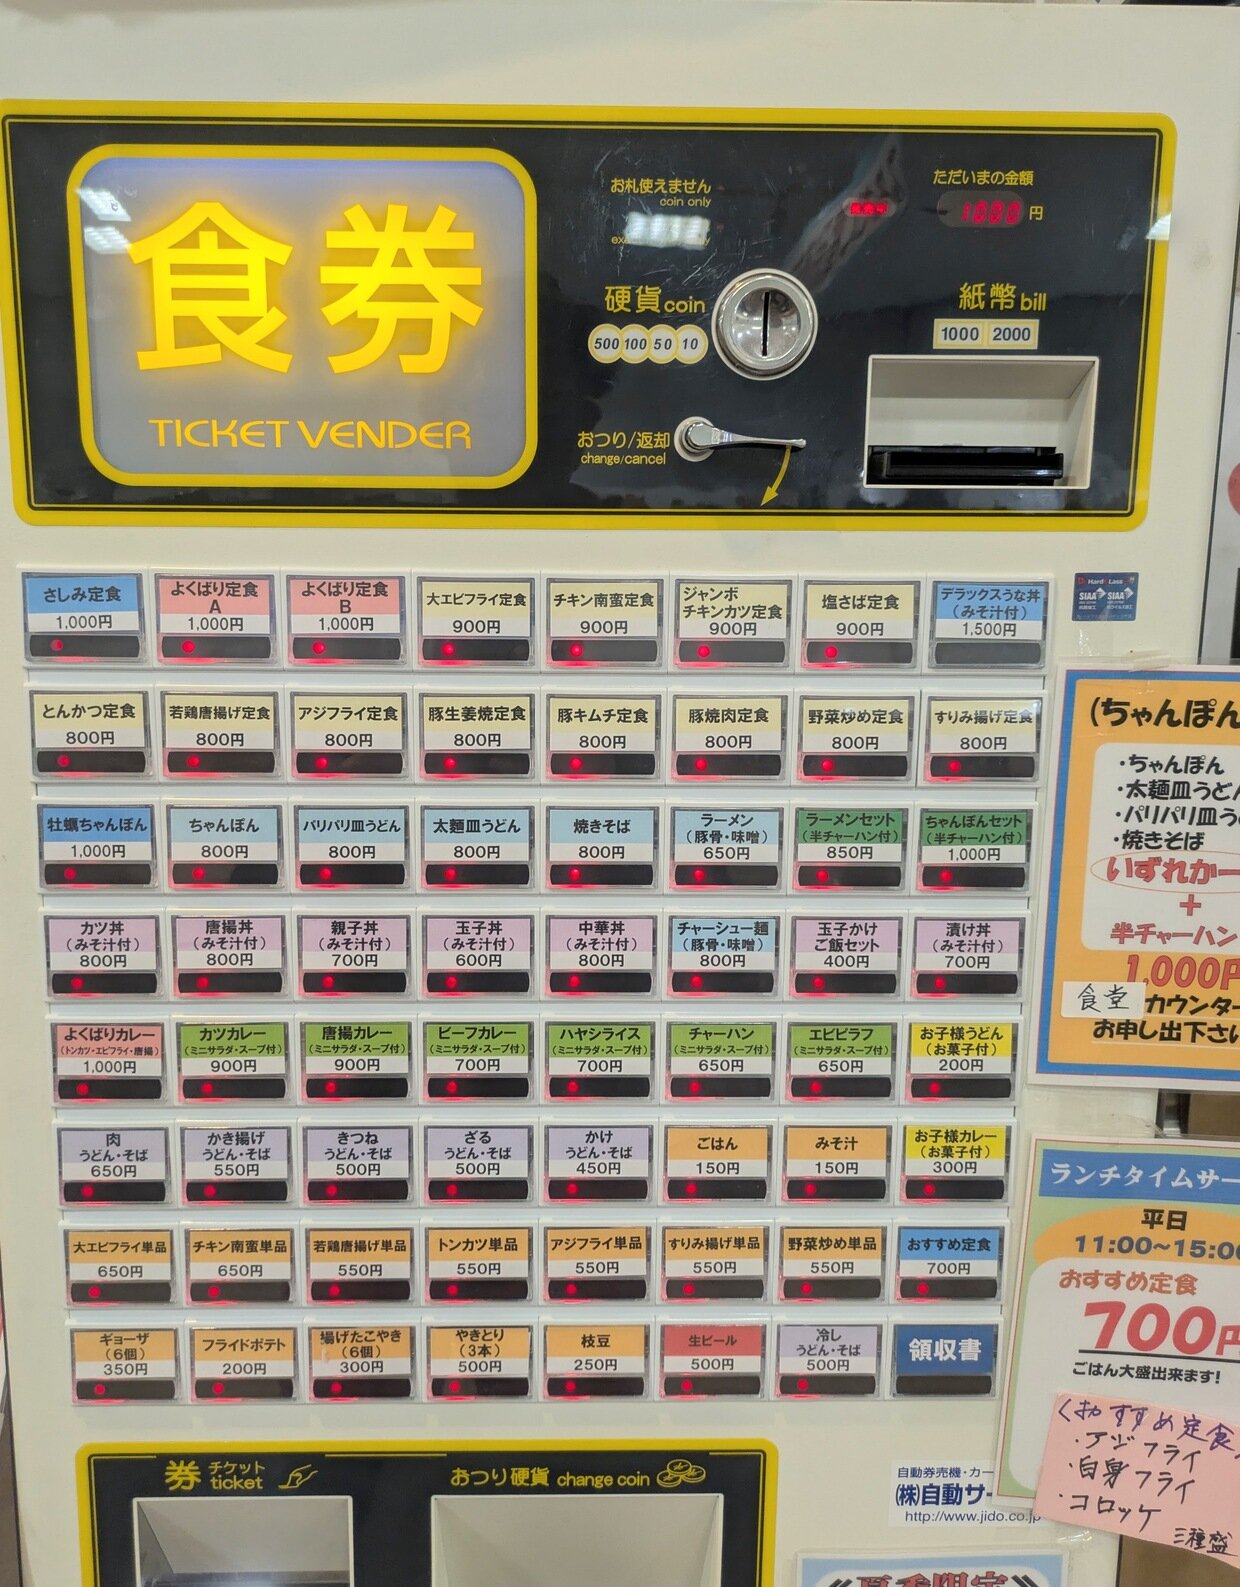 食券
TICKET VENDER
お札使えません
coin only
ただいまの金額
1000円
硬貨coin
500 100 50 10
紙幣bill
1000 2000
おつり/返却
change/cancel
さしみ定食
1,000円
よくばり定食
A
1,000円
よくばり定食
B
1,000円
大エビフライ定食
900円
チキン南蛮定食
900円
ジャンボ
チキンカツ定食
900円
塩さば定食
900円
デラックスうな丼
(みそ汁付)
1,500円
SIAA SIAA
とんかつ定食
800円
若鶏唐揚げ定食
800円
アジフライ定食
800円
豚生姜焼定食
800円
豚キムチ定食
800円
豚焼肉定食
800円
野菜炒め定食
800円
すりみ揚げ定食
800円
牡蠣ちゃんぽん
1,000円
ちゃんぽん
800円
パリパリ皿うどん
800円
太麺皿うどん
800円
焼きそば
800円
ラーメン
(豚骨・味噌)
650円
ラーメンセット
(半チャーハン付)
850円
ちゃんぽんセット
(半チャーハン付)
1,000円
カツ丼
(みそ汁付)
800円
唐揚丼
(みそ汁付)
800円
親子丼
(みそ汁付)
700円
玉子丼
(みそ汁付)
600円
中華丼
(みそ汁付)
800円
チャーシュー麺
(豚骨・味噌)
800円
玉子かけ
ご飯セット
400円
漬け丼
(みそ汁付)
700円
よくばりカレー
(トンカツ・エビフライ・唐揚)
1,000円
カツカレー
(ミニサラダ・スープ付)
900円
唐揚カレー
(ミニサラダ・スープ付)
900円
ビーフカレー
(ミニサラダ・スープ付)
700円
ハヤシライス
(ミニサラダ・スープ付)
700円
チャーハン
(ミニサラダ・スープ付)
650円
エビピラフ
(ミニサラダ・スープ付)
650円
お子様うどん
(お菓子付)
200円
肉
うどん・そば
650円
かき揚げ
うどん・そば
550円
きつね
うどん・そば
500円
ざる
うどん・そば
500円
かけ
うどん・そば
450円
ごはん
150円
みそ汁
150円
お子様カレー
(お菓子付)
300円
大エビフライ単品
650円
チキン南蛮単品
650円
若鶏唐揚げ単品
550円
トンカツ単品
550円
アジフライ単品
550円
すりみ揚げ単品
550円
野菜炒め単品
550円
おすすめ定食
700円
ギョーザ
(6個)
350円
フライドポテト
200円
揚げたこやき
(6個)
300円
やきとり
(3本)
500円
枝豆
250円
生ビール
500円
冷し
うどん・そば
500円
領収書
(ちゃんぽん
・ちゃんぽん
・太麺皿うどん
・パリパリ皿う
・焼きそば
いずれか一
+
半チャーハン
1,000円
食堂
カウンター
お申し出下さい
ランチタイムサー
平日
11:00~15:00
おすすめ定食
700円
ごはん大盛出来ます!
くおすすめ定食
・アジフライ
・白身フライ
・コロッケ
三種盛
券 チケット
ticket
おつり硬貨 change coin
自動券売機・カー
(株)自動サー
http://www.jido.co.jp
夏季限定